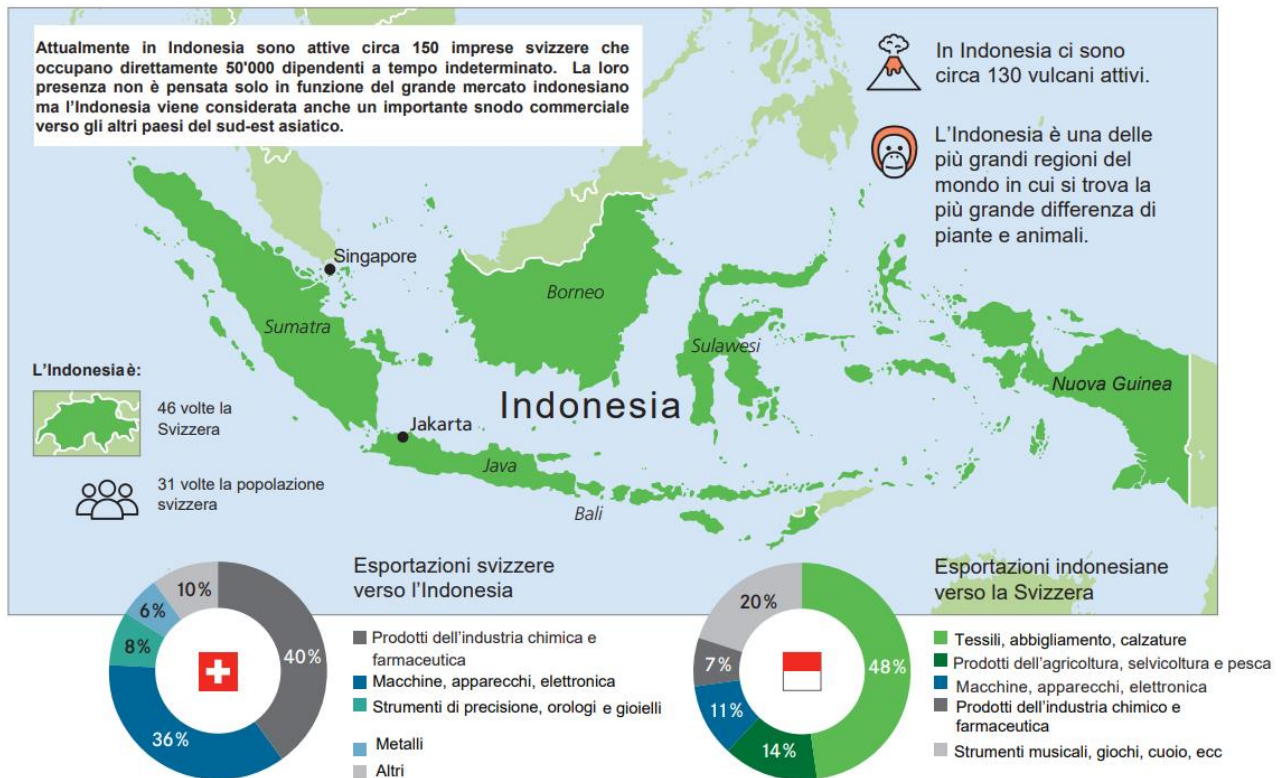 Attualmente in Indonesia sono attive circa 150 imprese svizzere che
occupano direttamente 50'000 dipendenti a tempo indeterminato. La loro
presenza non è pensata solo in funzione del grande mercato indonesiano
ma l'Indonesia viene considerata anche un importante snodo commerciale
verso gli altri paesi del sud-est asiatico.
In Indonesia ci sono
circa 130 vulcani attivi.
L'Indonesia è una delle
più grandi regioni del
mondo in cui si trova la
più grande differenza di
piante e animali.
Singapore
Borneo
Sumatra
Sulawesi
Nuova Guinea
Indonesia
Jakarta
Java
Bali
L'Indonesia è:
46 volte la
Svizzera
31 volte la popolazione
svizzera
Esportazioni svizzere
verso l'Indonesia
10%
6%
8%
40%
36%
Prodotti dell'industria chimica e
farmaceutica
Macchine, apparecchi, elettronica
Strumenti di precisione, orologi e gioielli
Metalli
Altri
Esportazioni indonesiane
verso la Svizzera
20%
7%
48%
11%
14%
Tessili, abbigliamento, calzature
Prodotti dell'agricoltura, selvicoltura e pesca
Macchine, apparecchi, elettronica
Prodotti dell'industria chimico e
farmaceutica
Strumenti musicali, giochi, cuoio, ecc